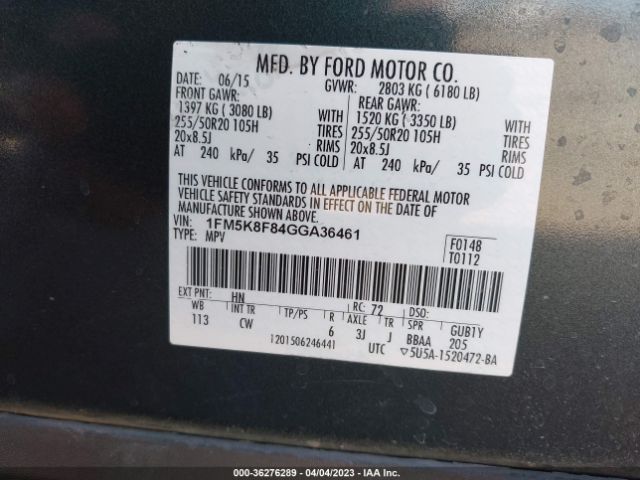 MFD. BY FORD MOTOR CO.
DATE: 06/15 GVWR: 2803 KG ( 6180 LB)
FRONT GAWR: REAR GAWR:
1397 KG ( 3080 LB) WITH 1520 KG ( 3350 LB) WITH
255/50R20 105H TIRES 255/50R20 105H TIRES
20x8.5J RIMS 20x8.5J RIMS
AT 240 kPa/ 35 PSI COLD AT 240 kPa/ 35 PSI COLD
THIS VEHICLE CONFORMS TO ALL APPLICABLE FEDERAL MOTOR
VEHICLE SAFETY STANDARDS IN EFFECT ON THE DATE OF
MANUFACTURE SHOWN ABOVE.
VIN: 1FM5K8F84GGA36461 F0148
TYPE: MPV T0112
EXT PNT: HN RC: 72 DSO:
WB INT TR TP/PS R AXLE TR SPR GUB1Y
113 CW 6 3J J BBAA 205
1201506246441 UTC ▽5U5A-1520472-BA
000-36276289 - 04/04/2023 - IAA Inc.